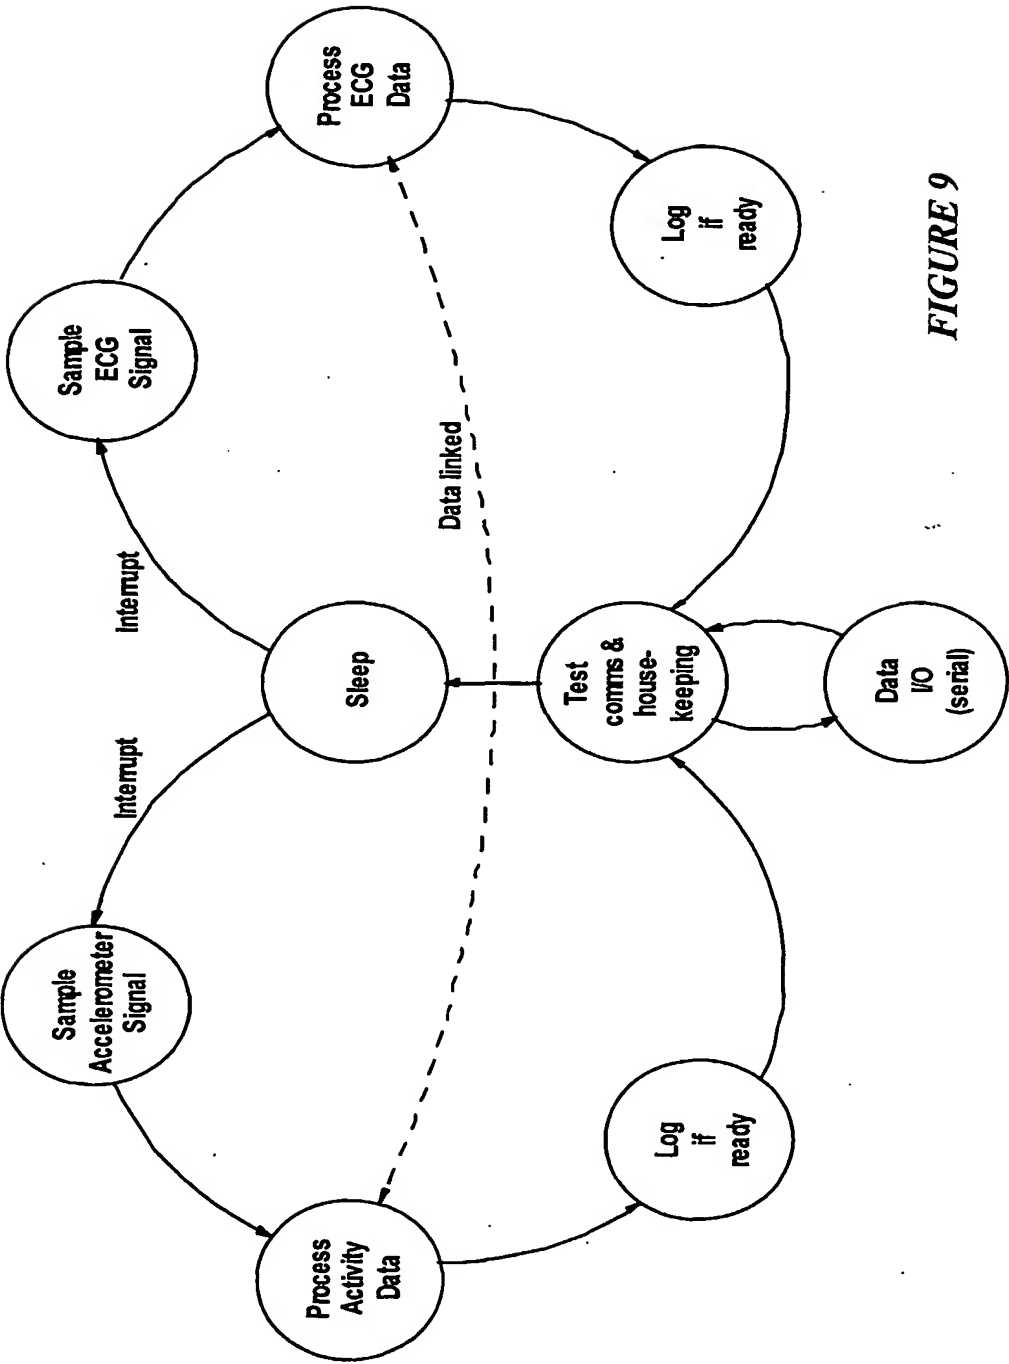 Sample
Accelerometer
Signal
Interrupt
Interrupt
Sample
ECG
Signal
Process
Activity
Data
Sleep
Process
ECG
Data
Data linked
Log
if
ready
Test
comms &
house-
keeping
Log
if
ready
Data
I/O
(serial)
FIGURE 9